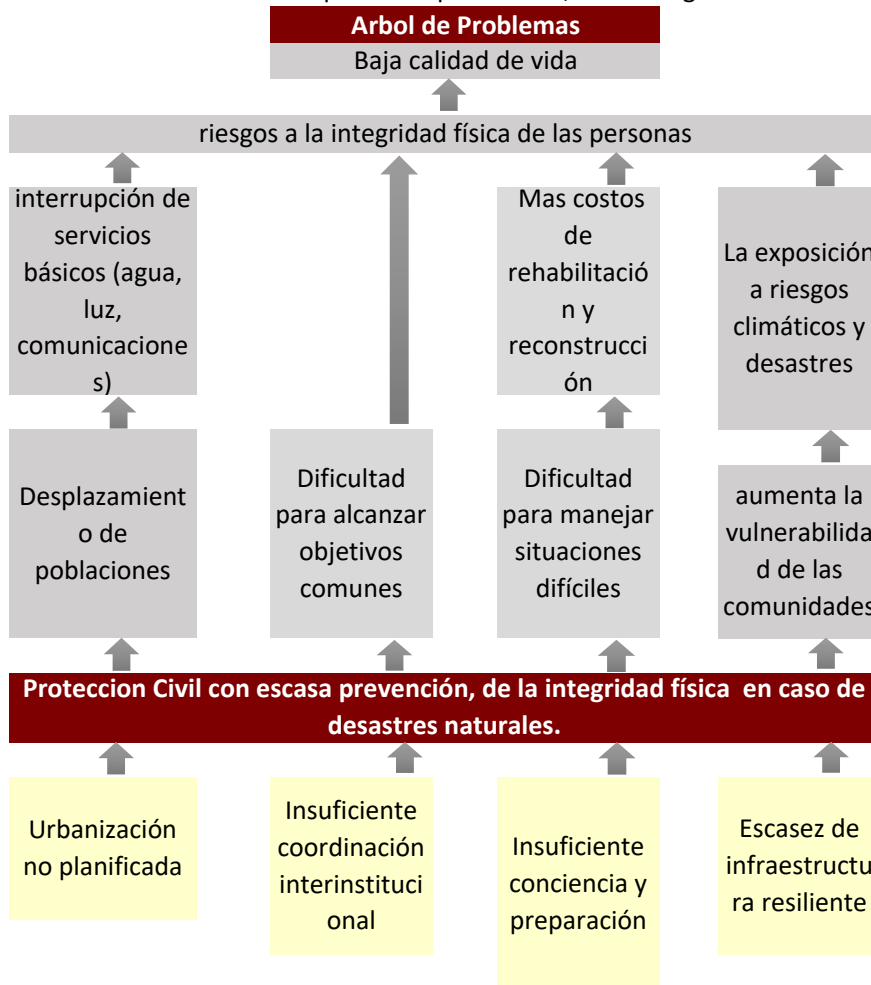 Arbol de Problemas
Baja calidad de vida
riesgos a la integridad física de las personas
interrupción de
servicios
básicos (agua,
luz,
comunicacione
s)
Mas costos
de
rehabilitació
n y
reconstrucci
ón
La exposición
a riesgos
climáticos y
desastres
Desplazamient
o de
poblaciones
Dificultad
para alcanzar
objetivos
comunes
Dificultad
para manejar
situaciones
difíciles
aumenta la
vulnerabilida
d de las
comunidades
Proteccion Civil con escasa prevención, de la integridad física en caso de
desastres naturales.
Urbanización
no planificada
Insuficiente
coordinación
interinstituci
onal
Insuficiente
conciencia y
preparación
Escasez de
infraestructu
ra resiliente